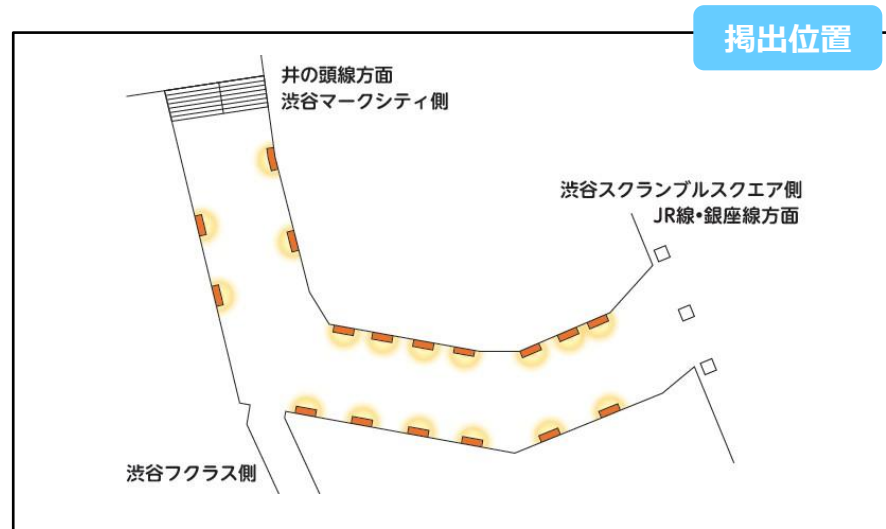 掲出位置
井の頭線方面
渋谷マークシティ側
渋谷スクランブルスクエア側
JR線•銀座線方面
渋谷フクラス側